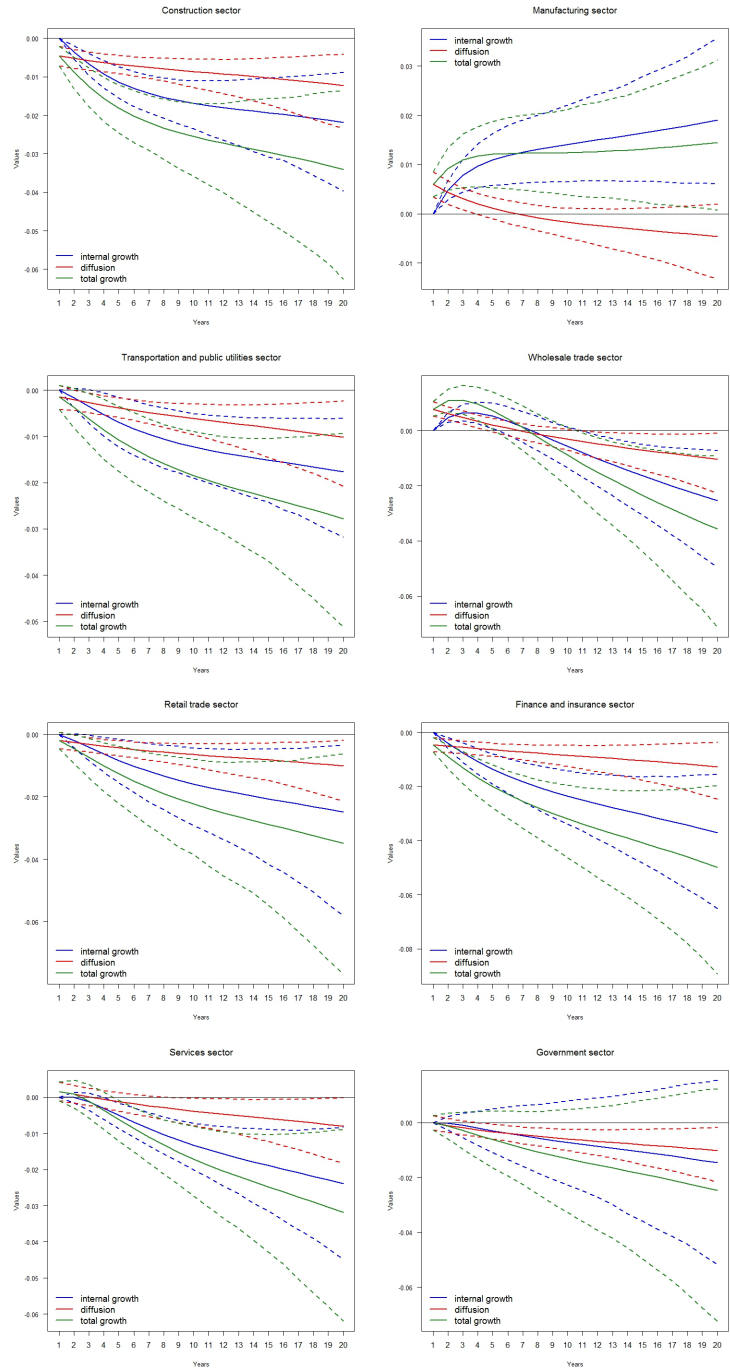 Construction sector
0.00
-0.01
-0.02
-0.03
-0.04
-0.05
-0.06
Values
internal growth
diffusion
total growth
1 2 3 4 5 6 7 8 9 10 11 12 13 14 15 16 17 18 19 20
Years
Manufacturing sector
0.03
0.02
0.01
0.00
-0.01
Values
internal growth
diffusion
total growth
1 2 3 4 5 6 7 8 9 10 11 12 13 14 15 16 17 18 19 20
Years
Transportation and public utilities sector
0.00
-0.01
-0.02
-0.03
-0.04
-0.05
Values
internal growth
diffusion
total growth
1 2 3 4 5 6 7 8 9 10 11 12 13 14 15 16 17 18 19 20
Years
Wholesale trade sector
0.00
-0.02
-0.04
-0.06
Values
internal growth
diffusion
total growth
1 2 3 4 5 6 7 8 9 10 11 12 13 14 15 16 17 18 19 20
Years
Retail trade sector
0.00
-0.02
-0.04
-0.06
Values
internal growth
diffusion
total growth
1 2 3 4 5 6 7 8 9 10 11 12 13 14 15 16 17 18 19 20
Years
Finance and insurance sector
0.00
-0.02
-0.04
-0.06
-0.08
Values
internal growth
diffusion
total growth
1 2 3 4 5 6 7 8 9 10 11 12 13 14 15 16 17 18 19 20
Years
Services sector
0.00
-0.01
-0.02
-0.03
-0.04
-0.05
-0.06
Values
internal growth
diffusion
total growth
1 2 3 4 5 6 7 8 9 10 11 12 13 14 15 16 17 18 19 20
Years
Government sector
0.00
-0.02
-0.04
-0.06
Values
internal growth
diffusion
total growth
1 2 3 4 5 6 7 8 9 10 11 12 13 14 15 16 17 18 19 20
Years